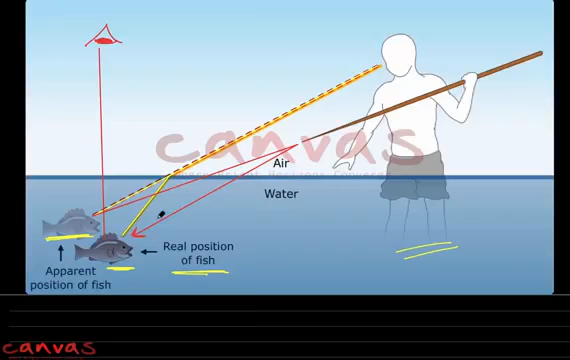 canvas
Air
Water
Real position
of fish
Apparent
position of fish
canvas